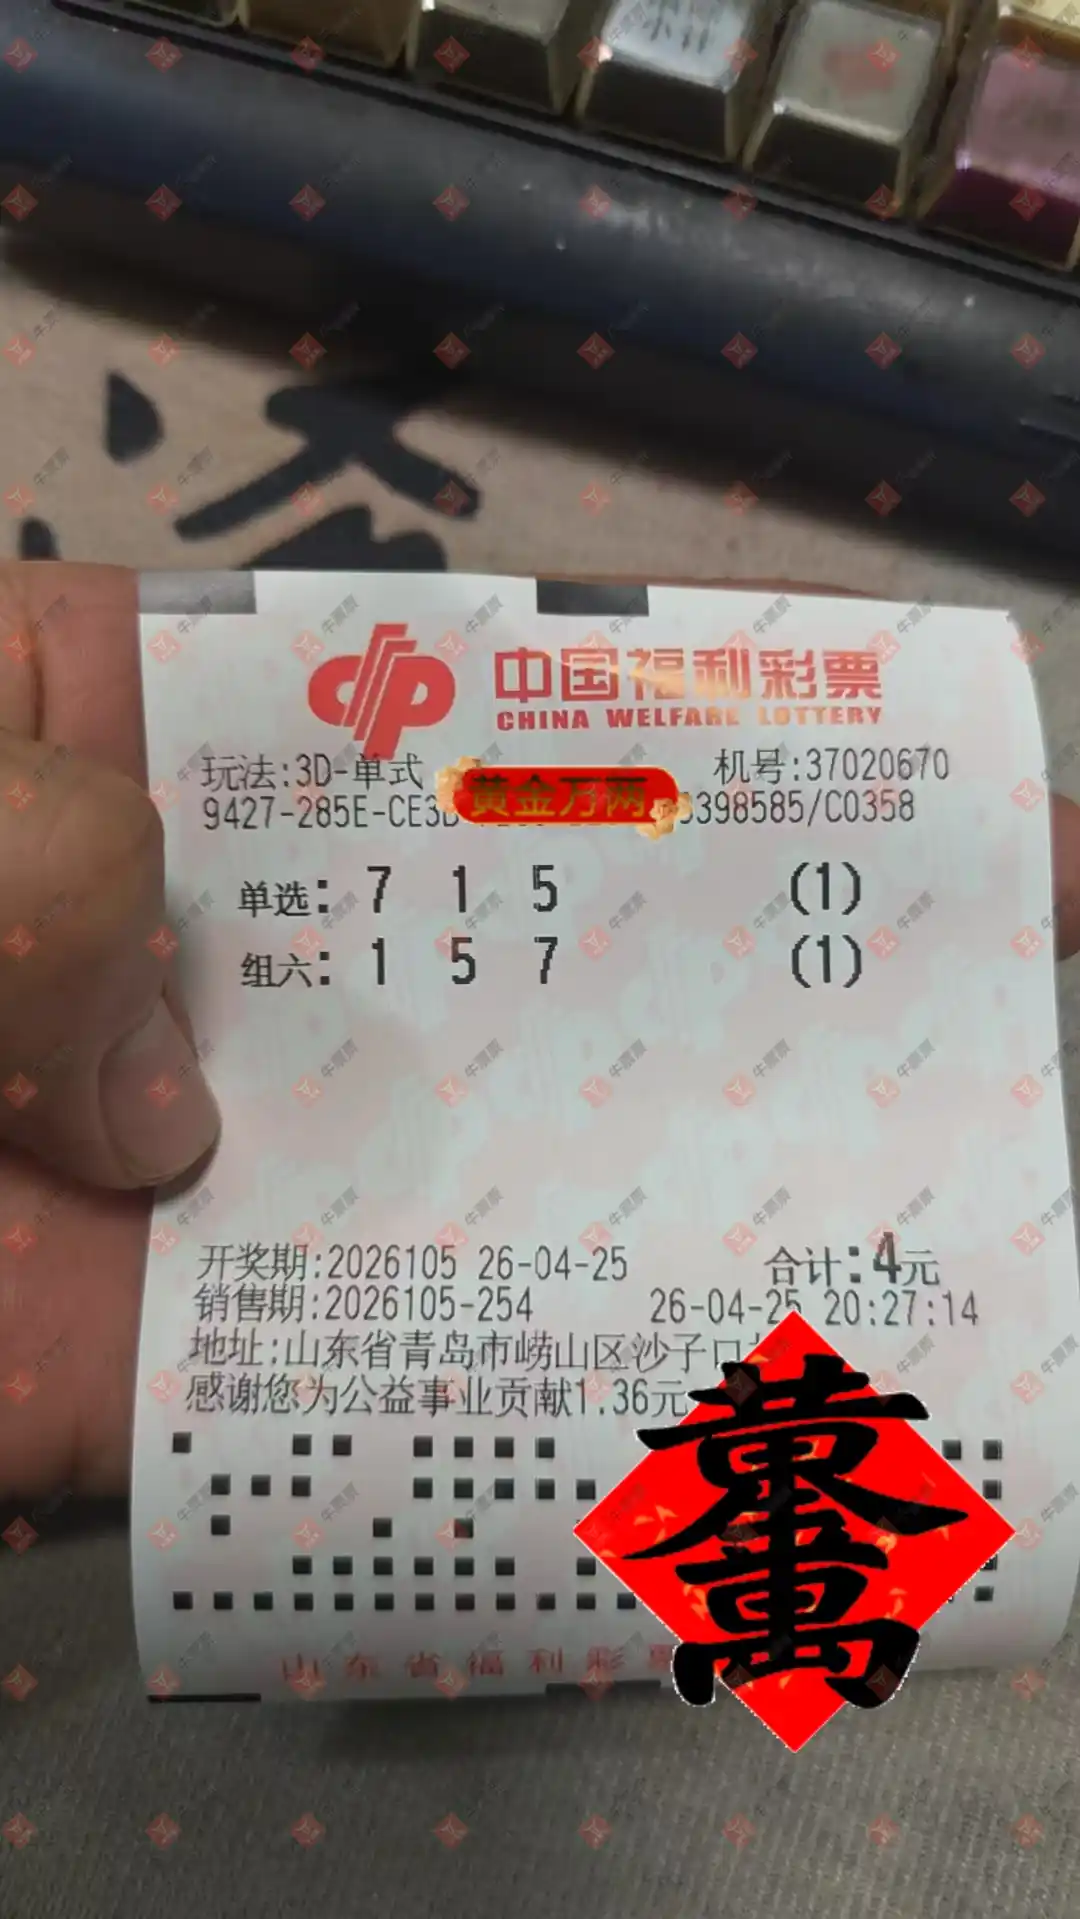 中国福利彩票
CHINA WELFARE LOTTERY
玩法:3D-单式
机号:37020670
黄金万两
9427-285E-CE3
398585/C0358
单选: 7 1 5 (1)
组六: 1 5 7 (1)
开奖期:2026105 26-04-25 合计:4元
销售期:2026105-254 26-04-25 20:27:14
地址:山东省青岛市崂山区沙子口
感谢您为公益事业贡献1.36元
山东省福利彩票
牛票票